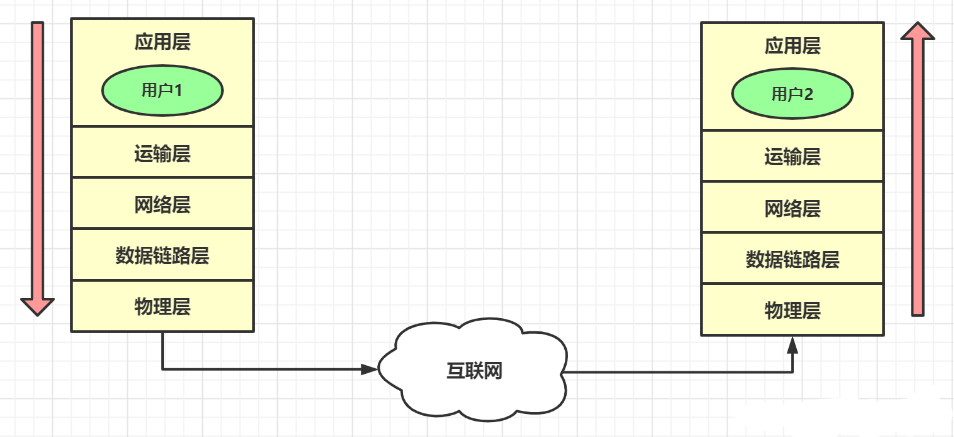 应用层
用户1
运输层
网络层
数据链路层
物理层
互联网
应用层
用户2
运输层
网络层
数据链路层
物理层